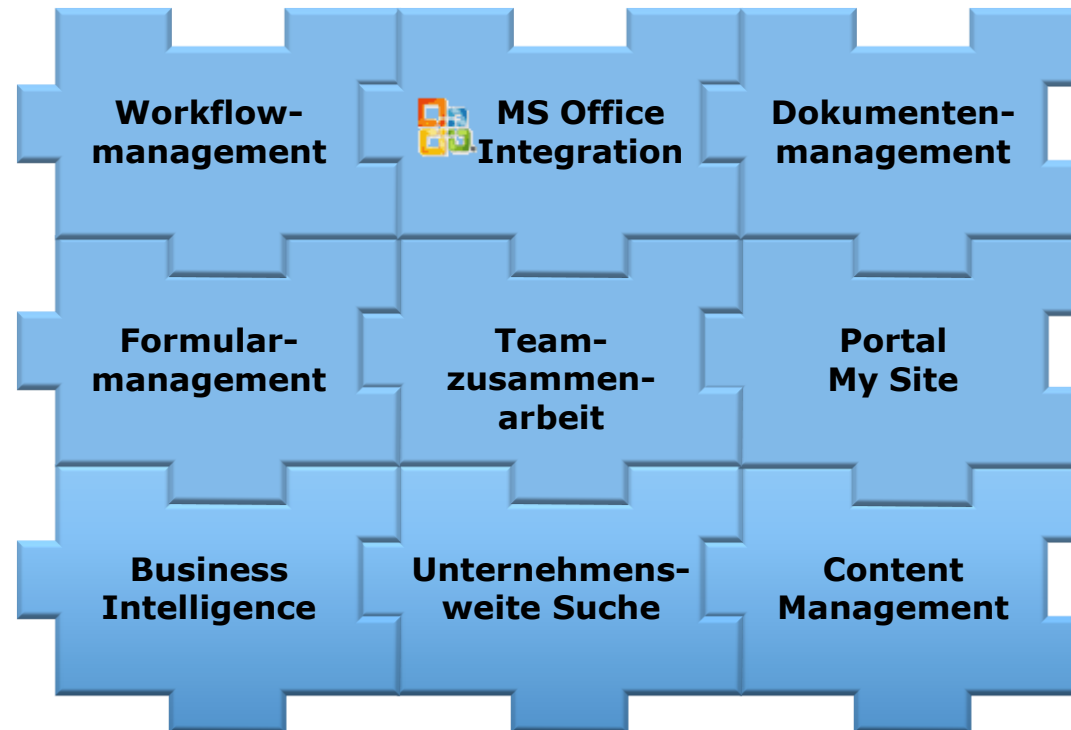 Workflow-
management
MS Office
Integration
Dokumenten-
management
Formular-
management
Team-
zusammen-
arbeit
Portal
My Site
Business
Intelligence
Unternehmens-
weite Suche
Content
Management